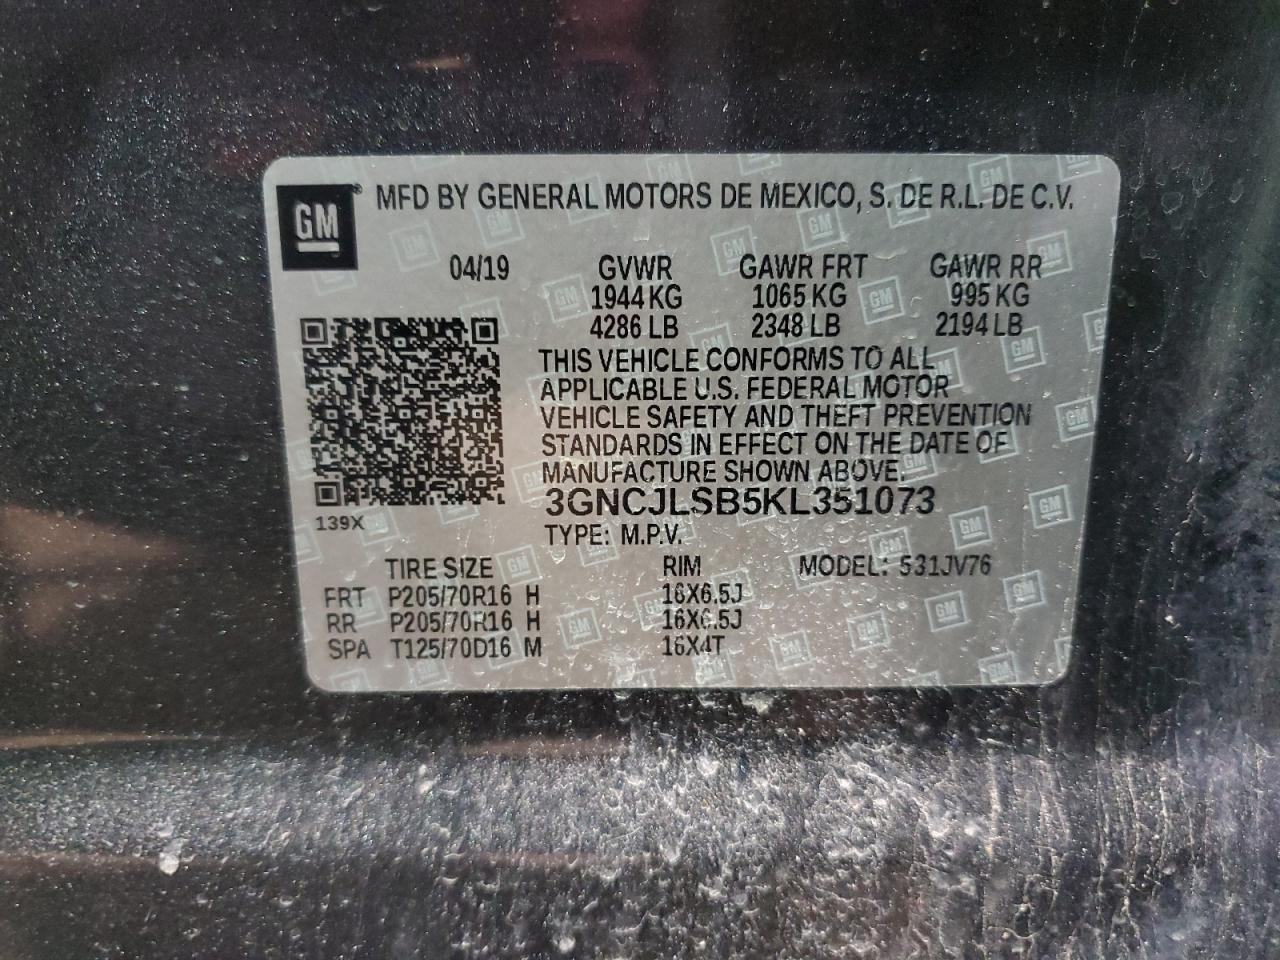 GM® MFD BY GENERAL MOTORS DE MEXICO, S. DE R.L. DE C.V.
04/19 GVWR GAWR FRT GAWR RR
1944 KG 1065 KG 995 KG
4286 LB 2348 LB 2194 LB
THIS VEHICLE CONFORMS TO ALL
APPLICABLE U.S. FEDERAL MOTOR
VEHICLE SAFETY AND THEFT PREVENTION
STANDARDS IN EFFECT ON THE DATE OF
MANUFACTURE SHOWN ABOVE.
3GNCJLSB5KL351073
139X
TYPE: M.P.V.
TIRE SIZE RIM MODEL: 531JV76
FRT P205/70R16 H 16X6.5J
RR P205/70R16 H 16X6.5J
SPA T125/70D16 M 16X4T